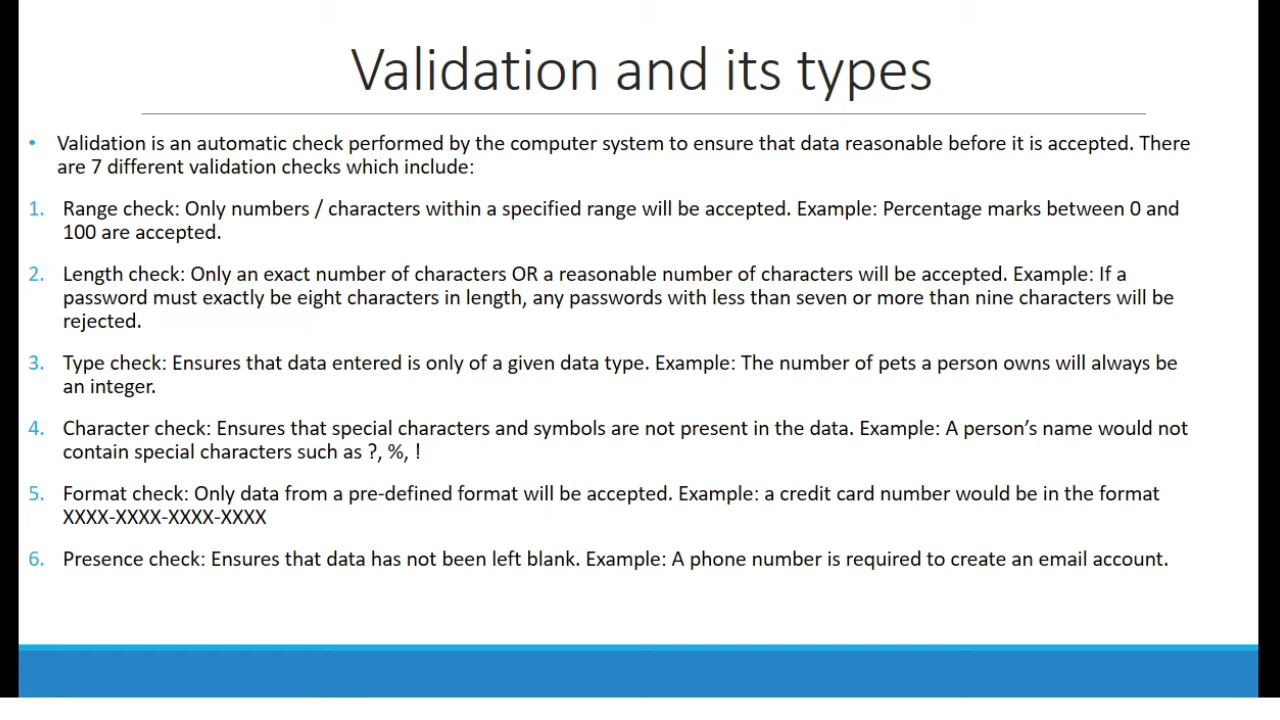 Validation and its types
• Validation is an automatic check performed by the computer system to ensure that data reasonable before it is accepted. There
are 7 different validation checks which include:
1. Range check: Only numbers / characters within a specified range will be accepted. Example: Percentage marks between 0 and
100 are accepted.
2. Length check: Only an exact number of characters OR a reasonable number of characters will be accepted. Example: If a
password must exactly be eight characters in length, any passwords with less than seven or more than nine characters will be
rejected.
3. Type check: Ensures that data entered is only of a given data type. Example: The number of pets a person owns will always be
an integer.
4. Character check: Ensures that special characters and symbols are not present in the data. Example: A person’s name would not
contain special characters such as ?, %, !
5. Format check: Only data from a pre-defined format will be accepted. Example: a credit card number would be in the format
XXXX-XXXX-XXXX-XXXX
6. Presence check: Ensures that data has not been left blank. Example: A phone number is required to create an email account.